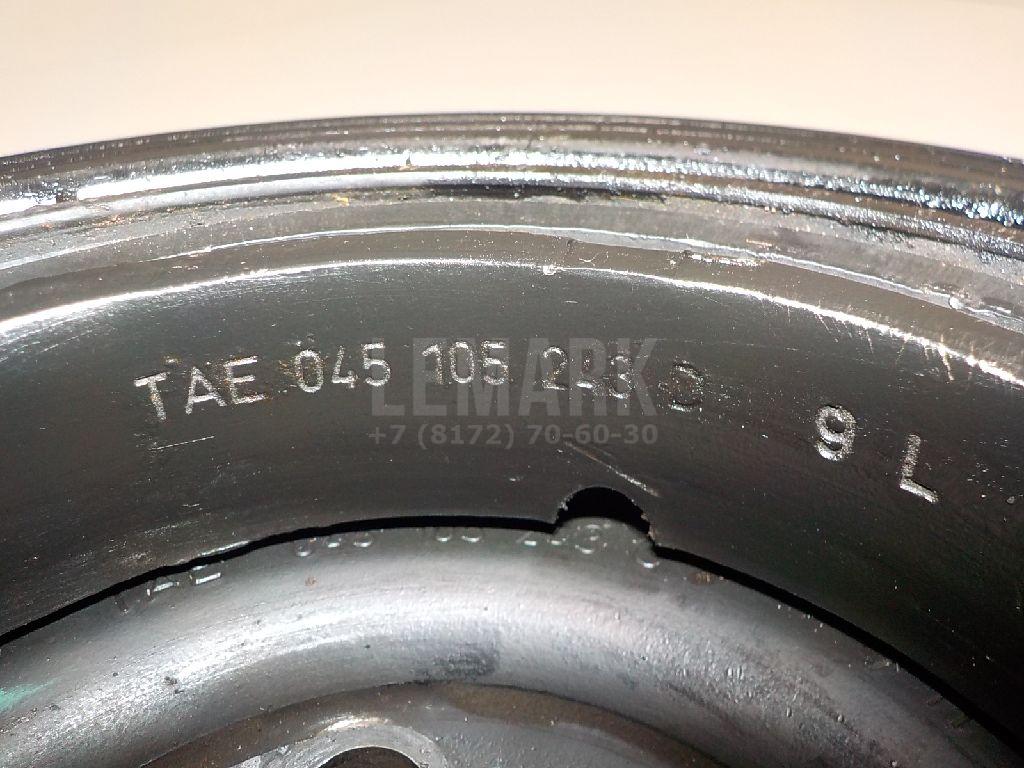 TAE 045 105 243 D 9 L
LEMARK
+7 (8172) 70-60-30